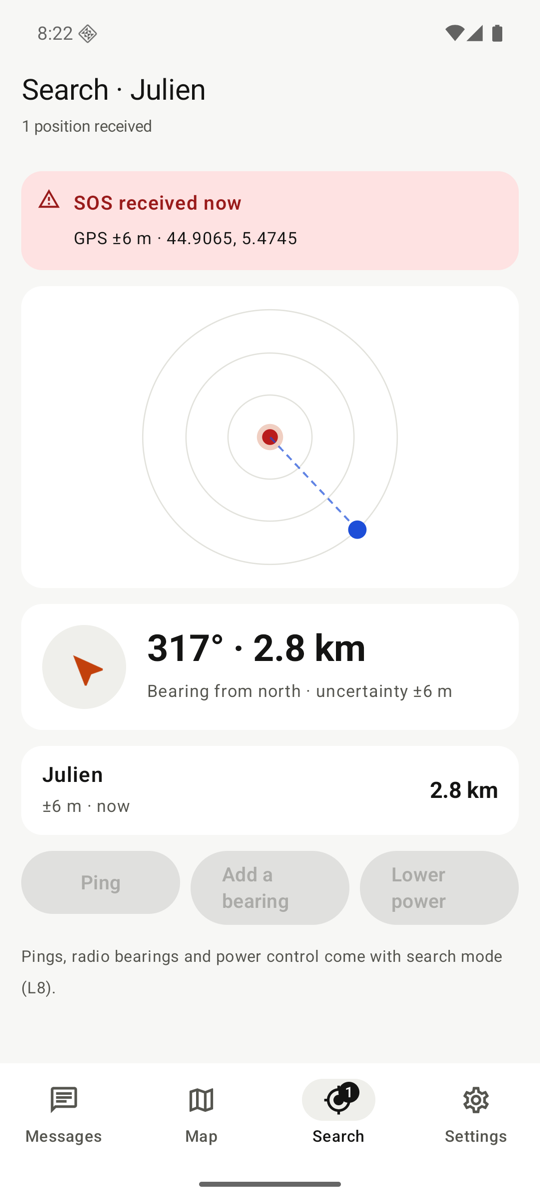 8:22
Search · Julien
1 position received
SOS received now
GPS ±6 m · 44.9065, 5.4745
317° · 2.8 km
Bearing from north · uncertainty ±6 m
Julien
±6 m · now
2.8 km
Ping
Add a
bearing
Lower
power
Pings, radio bearings and power control come with search mode
(L8).
1
Messages
Map
Search
Settings